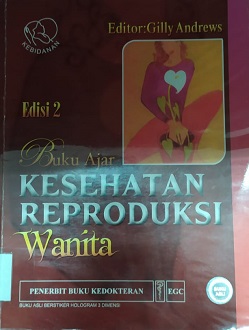 KEBIDANAN
Editor:Gilly Andrews
Edisi 2
Buku Ajar
KESEHATAN
REPRODUKSI
Wanita
PENERBIT BUKU KEDOKTERAN EGC
BUKU ASLI BERSTIKER HOLOGRAM 3 DIMENSI